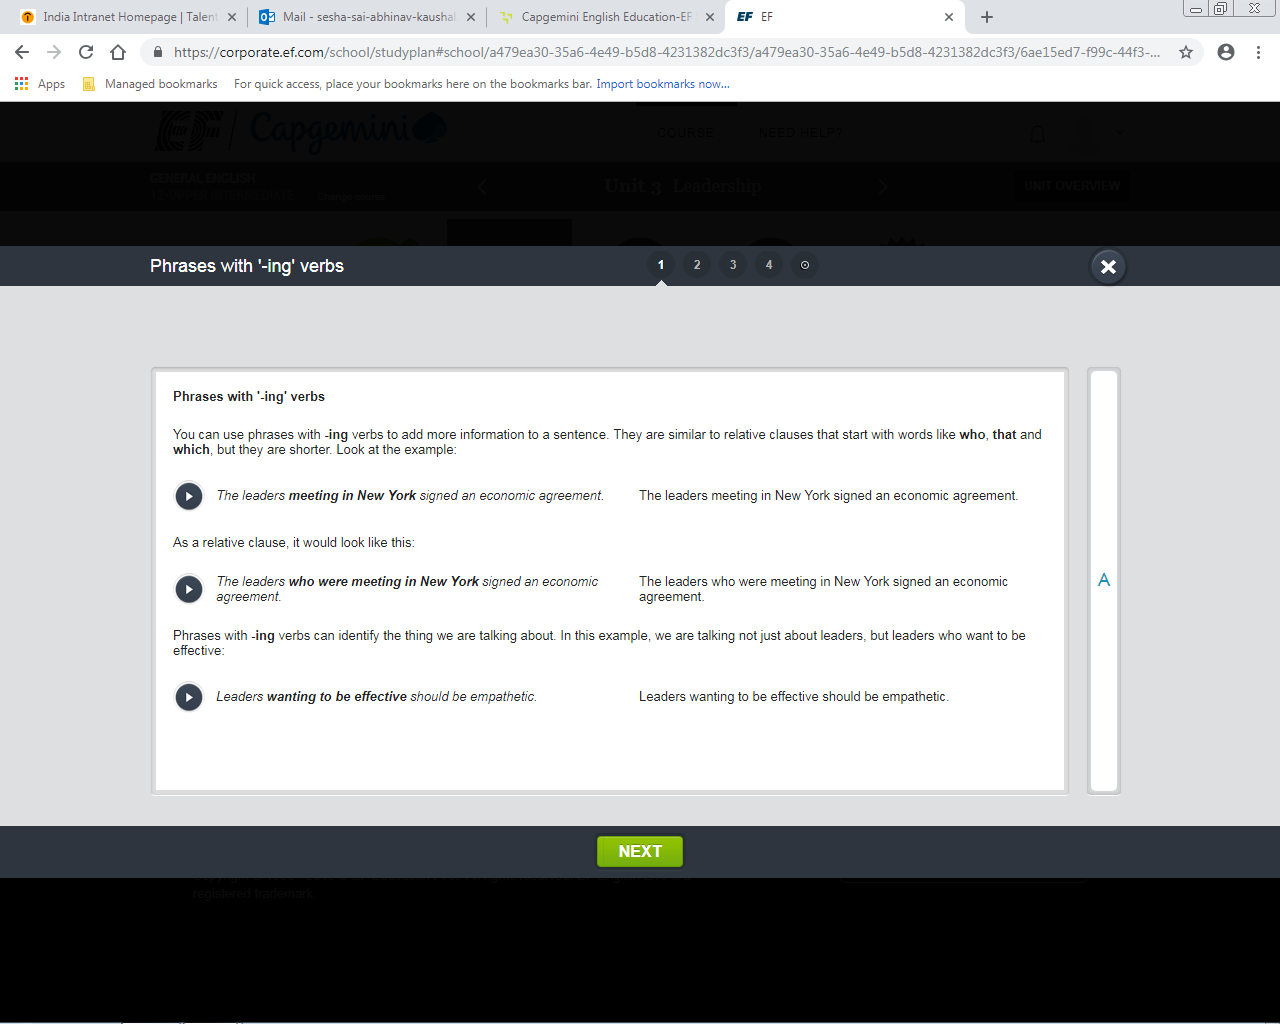 India Intranet Homepage | Talent
Mail - sesha-sai-abhinav-kaushal
Capgemini English Education-EF
EF EF
https://corporate.ef.com/school/studyplan#school/a479ea30-35a6-4e49-b5d8-4231382dc3f3/a479ea30-35a6-4e49-b5d8-4231382dc3f3/6ae15ed7-f99c-44f3-...
Apps Managed bookmarks For quick access, place your bookmarks here on the bookmarks bar. Import bookmarks now...
EF Capgemini COURSE NEED HELP?
GENERAL ENGLISH
Change course
Unit 3 Leadership
UNIT OVERVIEW
Phrases with '-ing' verbs 1 2 3 4
Phrases with '-ing' verbs
You can use phrases with -ing verbs to add more information to a sentence. They are similar to relative clauses that start with words like who, that and
which, but they are shorter. Look at the example:
The leaders meeting in New York signed an economic agreement. The leaders meeting in New York signed an economic agreement.
As a relative clause, it would look like this:
The leaders who were meeting in New York signed an economic
agreement.
The leaders who were meeting in New York signed an economic
agreement.
Phrases with -ing verbs can identify the thing we are talking about. In this example, we are talking not just about leaders, but leaders who want to be
effective:
Leaders wanting to be effective should be empathetic. Leaders wanting to be effective should be empathetic.
A
NEXT
registered trademark